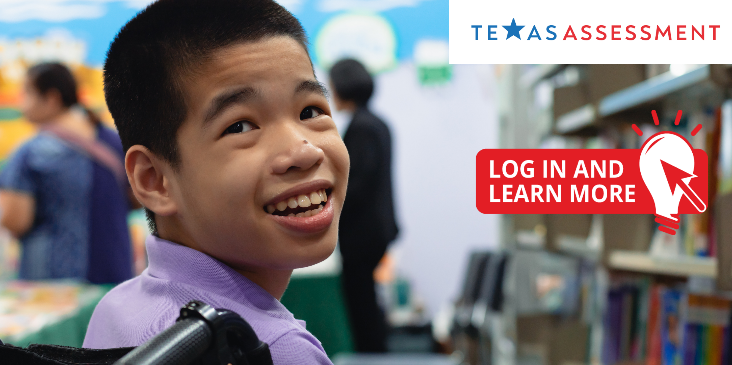 TEXAS ASSESSMENT
LOG IN AND
LEARN MORE